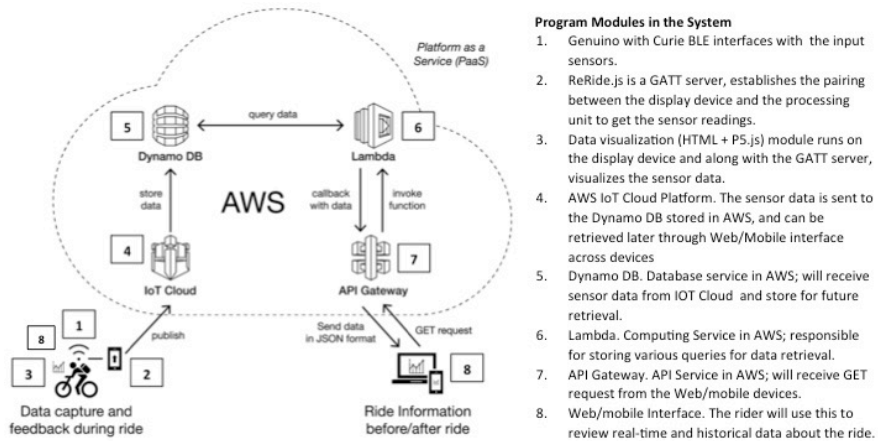 Platform as a
Service (PaaS)
5
query data
6
Dynamo DB
Lambda
store
data
AWS
callback
with data
invoke
function
4
7
IoT Cloud
API Gateway
1
8
3
2
publish
Send data
in JSON format
GET request
8
Data capture and
feedback during ride
Ride Information
before/after ride
Program Modules in the System
1. Genuino with Curie BLE interfaces with the input
sensors.
2. ReRide.js is a GATT server, establishes the pairing
between the display device and the processing
unit to get the sensor readings.
3. Data visualization (HTML + P5.js) module runs on
the display device and along with the GATT server,
visualizes the sensor data.
4. AWS IoT Cloud Platform. The sensor data is sent to
the Dynamo DB stored in AWS, and can be
retrieved later through Web/Mobile interface
across devices
5. Dynamo DB. Database service in AWS; will receive
sensor data from IOT Cloud and store for future
retrieval.
6. Lambda. Computing Service in AWS; responsible
for storing various queries for data retrieval.
7. API Gateway. API Service in AWS; will receive GET
request from the Web/mobile devices.
8. Web/mobile Interface. The rider will use this to
review real-time and historical data about the ride.